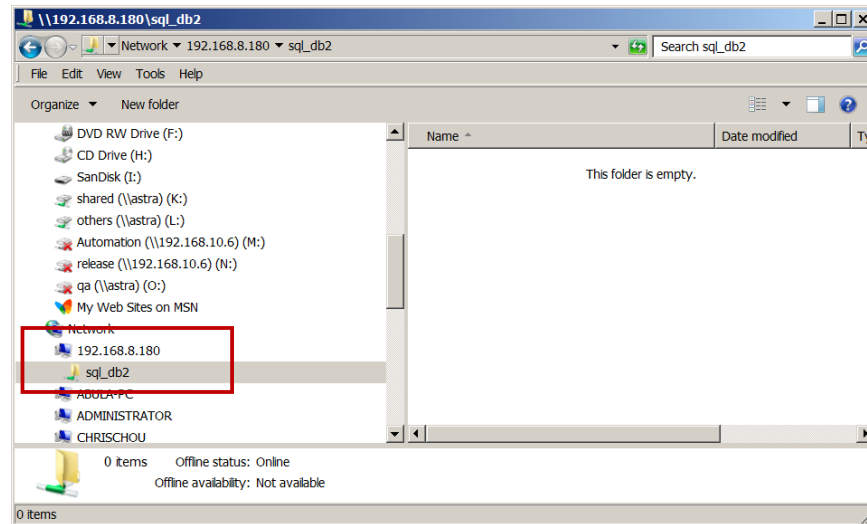 \\192.168.8.180\sql_db2
Network 192.168.8.180 sql_db2
Search sql_db2
File Edit View Tools Help
Organize New folder
DVD RW Drive (F:)
CD Drive (H:)
SanDisk (I:)
shared (\\astra) (K:)
others (\\astra) (L:)
Automation (\\192.168.10.6) (M:)
release (\\192.168.10.6) (N:)
qa (\\astra) (O:)
My Web Sites on MSN
Network
192.168.8.180
sql_db2
ABULA-PC
ADMINISTRATOR
CHRISCHOU
Name Date modified Ty
This folder is empty.
0 items Offline status: Online
Offline availability: Not available
0 items